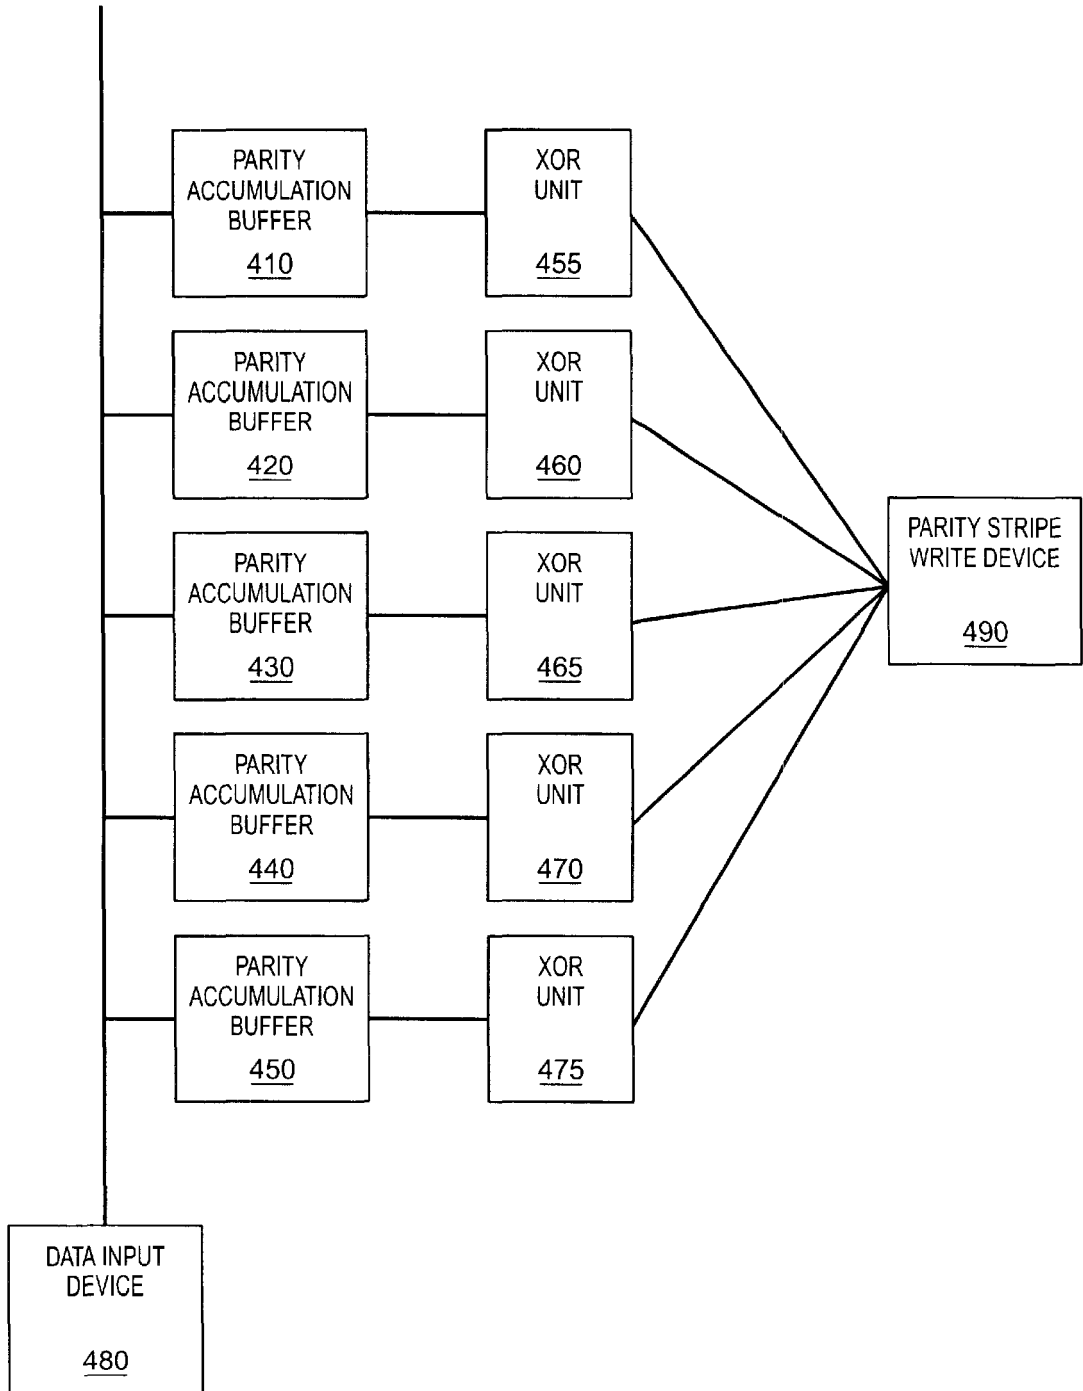 PARITY
ACCUMULATION
BUFFER
410
XOR
UNIT
455
PARITY
ACCUMULATION
BUFFER
420
XOR
UNIT
460
PARITY
ACCUMULATION
BUFFER
430
XOR
UNIT
465
PARITY STRIPE
WRITE DEVICE
490
PARITY
ACCUMULATION
BUFFER
440
XOR
UNIT
470
PARITY
ACCUMULATION
BUFFER
450
XOR
UNIT
475
DATA INPUT
DEVICE
480